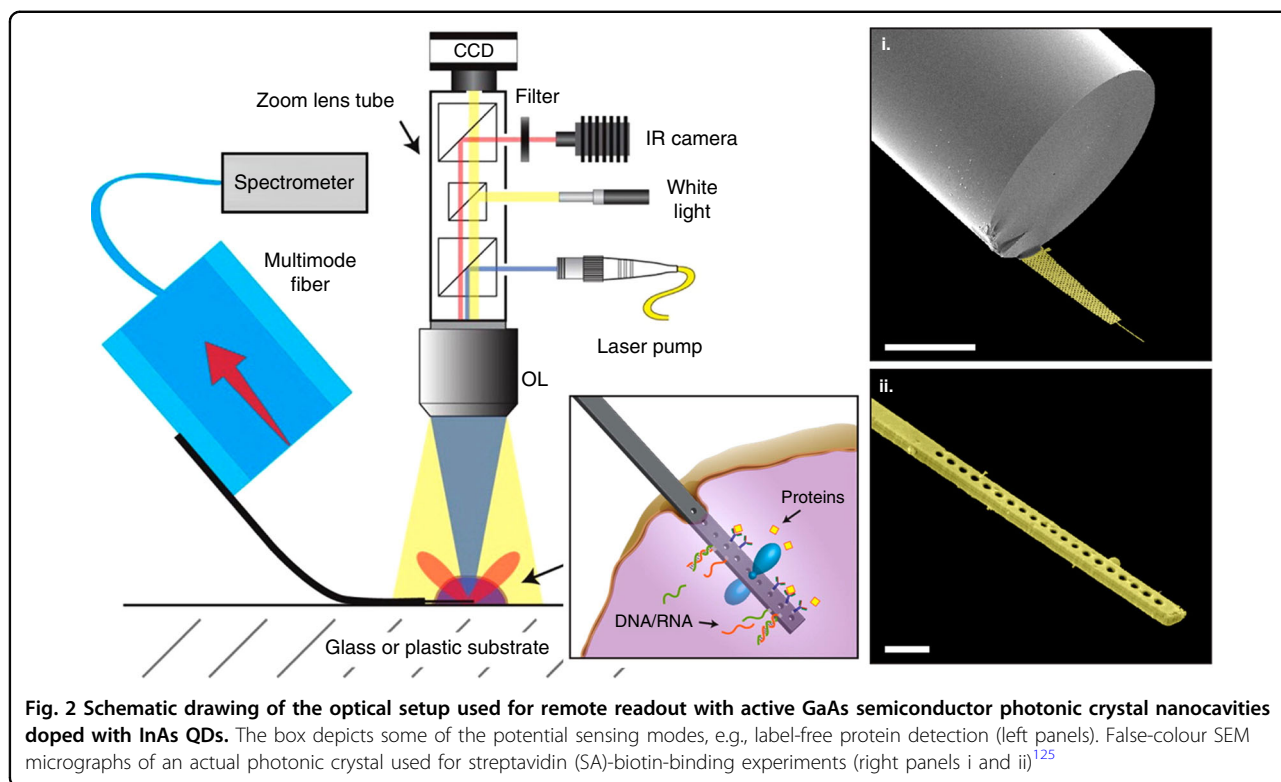 CCD
Zoom lens tube
Filter
IR camera
Spectrometer
White
light
Multimode
fiber
Laser pump
OL
Proteins
DNA/RNA
Glass or plastic substrate
i.
ii.
Fig. 2 Schematic drawing of the optical setup used for remote readout with active GaAs semiconductor photonic crystal nanocavities
doped with InAs QDs. The box depicts some of the potential sensing modes, e.g., label-free protein detection (left panels). False-colour SEM
micrographs of an actual photonic crystal used for streptavidin (SA)-biotin-binding experiments (right panels i and ii)125